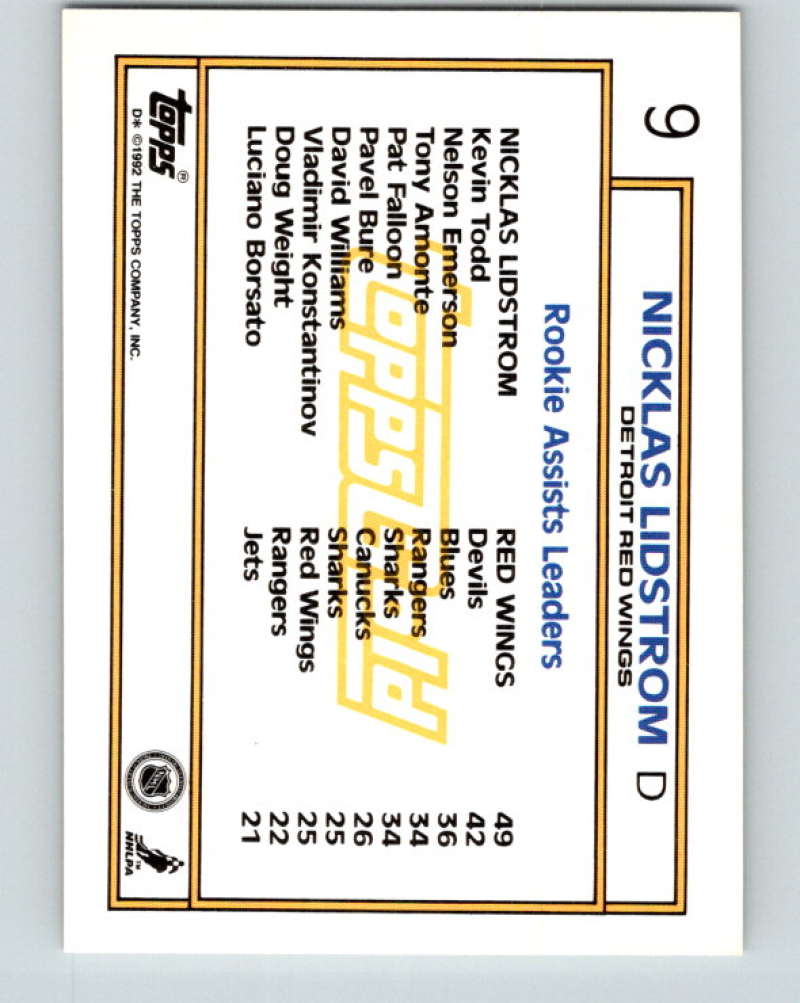 9
NICKLAS LIDSTROM D
DETROIT RED WINGS
Rookie Assists Leaders
NICKLAS LIDSTROM RED WINGS 49
Kevin Todd Devils 42
Nelson Emerson Blues 36
Tony Amonte Rangers 34
Pat Falloon Sharks 34
Pavel Bure Canucks 26
David Williams Sharks 25
Vladimir Konstantinov Red Wings 25
Doug Weight Rangers 22
Luciano Borsato Jets 21
ToppsGold
Topps®
D* ©1992 THE TOPPS COMPANY, INC.
NHL
NHLPA™